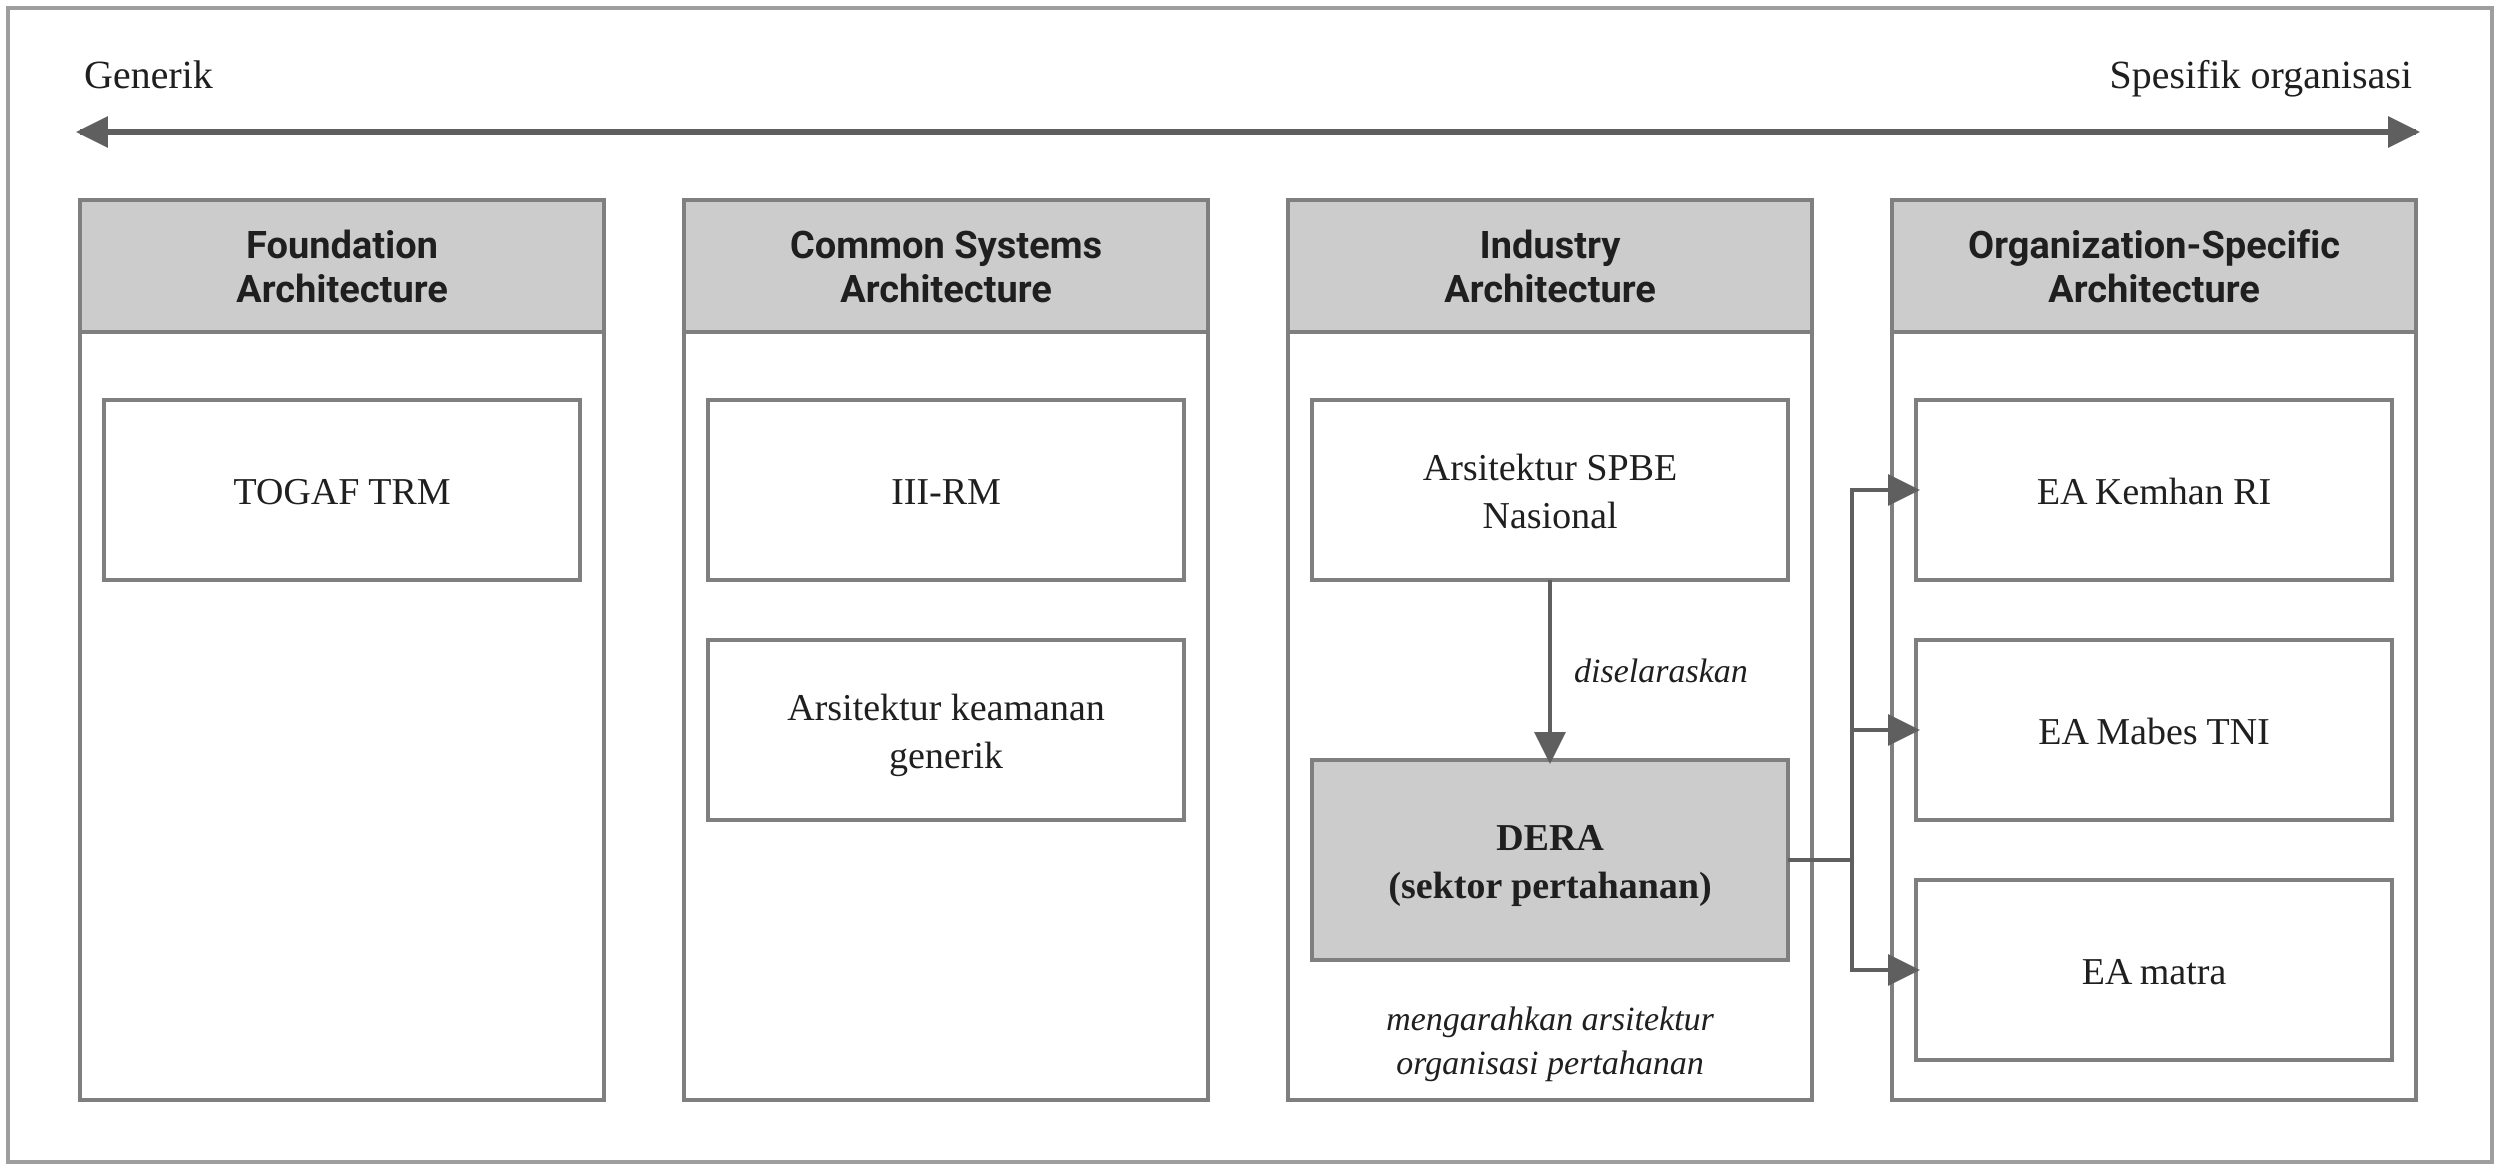 Generik
Spesifik organisasi
Foundation
Architecture
TOGAF TRM
Common Systems
Architecture
III-RM
Arsitektur keamanan
generik
Industry
Architecture
Arsitektur SPBE
Nasional
diselaraskan
DERA
(sektor pertahanan)
mengarahkan arsitektur
organisasi pertahanan
Organization-Specific
Architecture
EA Kemhan RI
EA Mabes TNI
EA matra